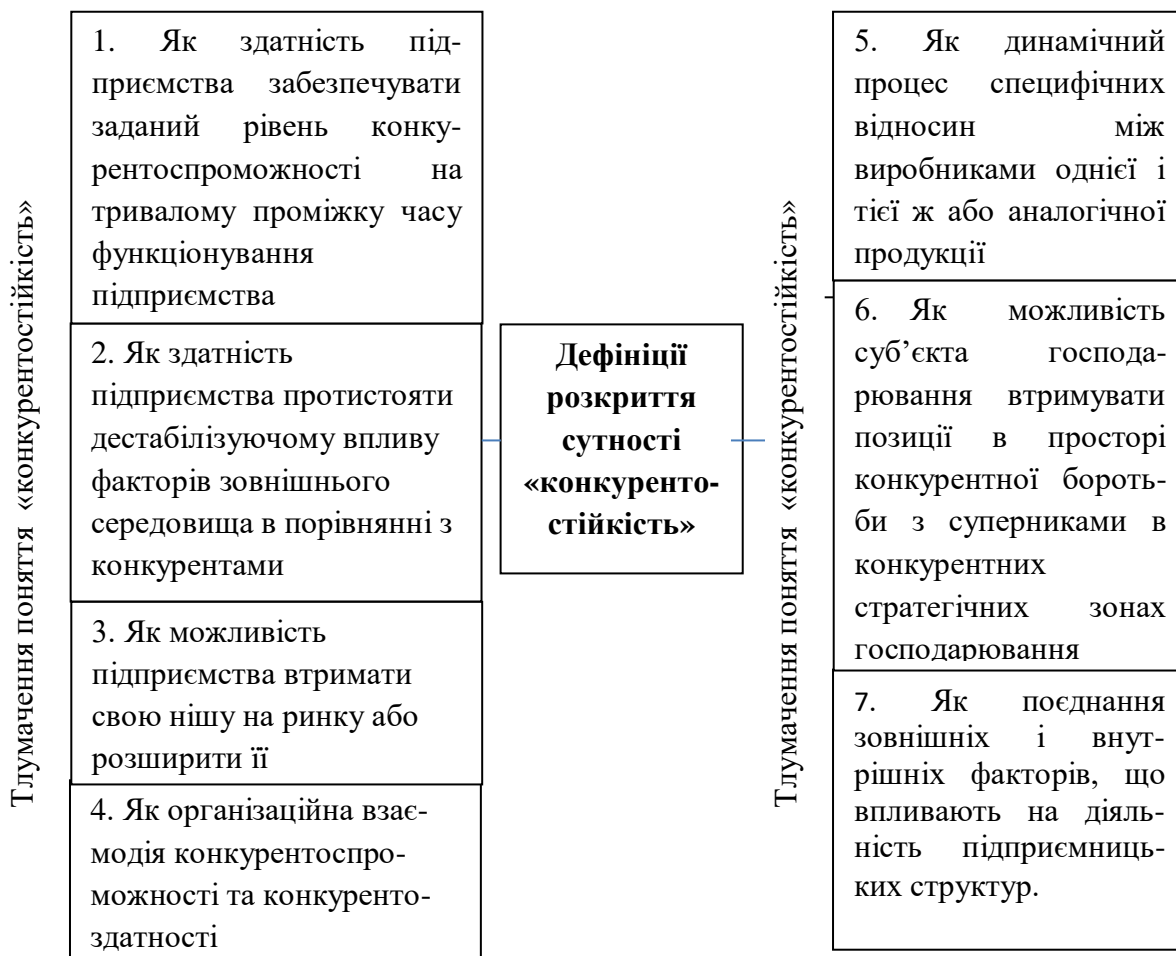 Тлумачення поняття «конкурентостійкість»
1. Як здатність під-
приємства забезпечувати
заданий рівень конку-
рентоспроможності на
тривалому проміжку часу
функціонування
підприємства
2. Як здатність
підприємства протистояти
дестабілізуючому впливу
факторів зовнішнього
середовища в порівнянні з
конкурентами
3. Як можливість
підприємства втримати
свою нішу на ринку або
розширити її
4. Як організаційна взає-
модія конкурентоспро-
можності та конкуренто-
здатності
Дефініції
розкриття
сутності
«конкуренто-
стійкість»
Тлумачення поняття «конкурентостійкість»
5. Як динамічний
процес специфічних
відносин між
виробниками однієї і
тієї ж або аналогічної
продукції
6. Як можливість
суб’єкта господа-
рювання втримувати
позиції в просторі
конкурентної бороть-
би з суперниками в
конкурентних
стратегічних зонах
господарювання
7. Як поєднання
зовнішніх і внут-
рішніх факторів, що
впливають на діяль-
ність підприємниць-
ких структур.